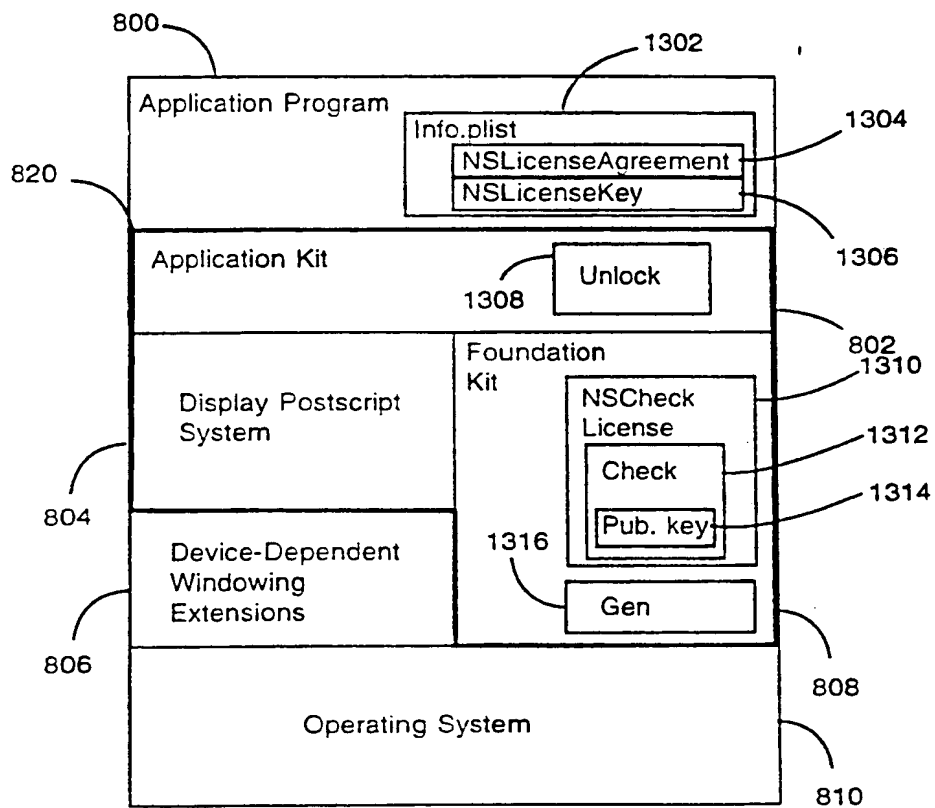 800
1302
Application Program
Info.plist
1304
NSLicenseAgreement
820
NSLicenseKey
Application Kit
1306
1308
Unlock
802
Foundation
Kit
1310
NSCheck
License
Display Postscript
System
1312
Check
1314
804
Pub. key
1316
Device-Dependent
Windowing
Extensions
Gen
806
808
Operating System
810